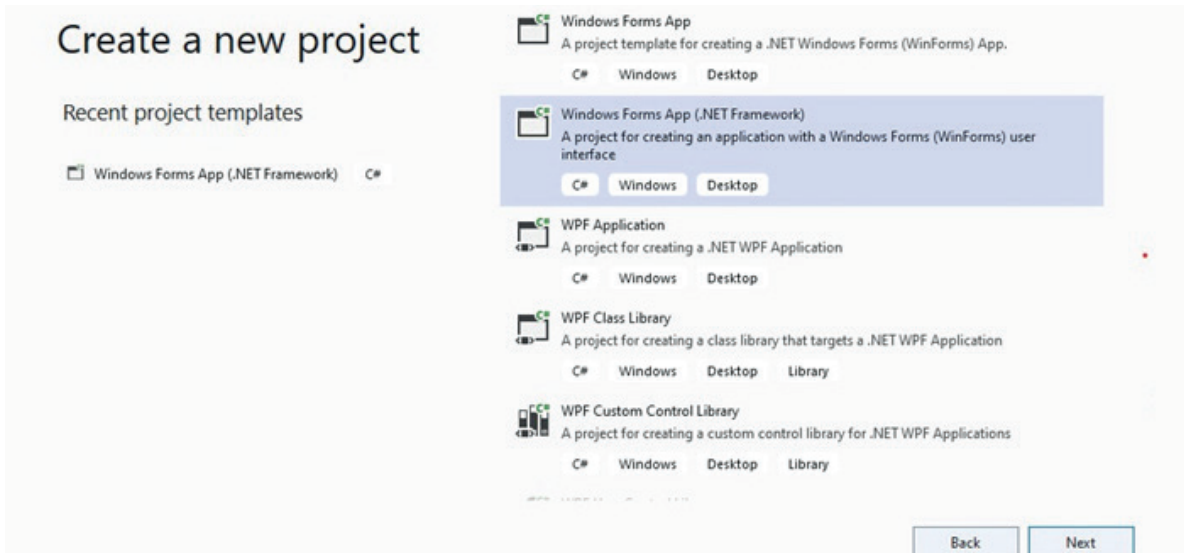 Create a new project
Recent project templates
Windows Forms App (.NET Framework) C#
Windows Forms App
A project template for creating a .NET Windows Forms (WinForms) App.
C# Windows Desktop
Windows Forms App (.NET Framework)
A project for creating an application with a Windows Forms (WinForms) user
interface
C# Windows Desktop
WPF Application
A project for creating a .NET WPF Application
C# Windows Desktop
WPF Class Library
A project for creating a class library that targets a .NET WPF Application
C# Windows Desktop Library
WPF Custom Control Library
A project for creating a custom control library for .NET WPF Applications
C# Windows Desktop Library
Back Next